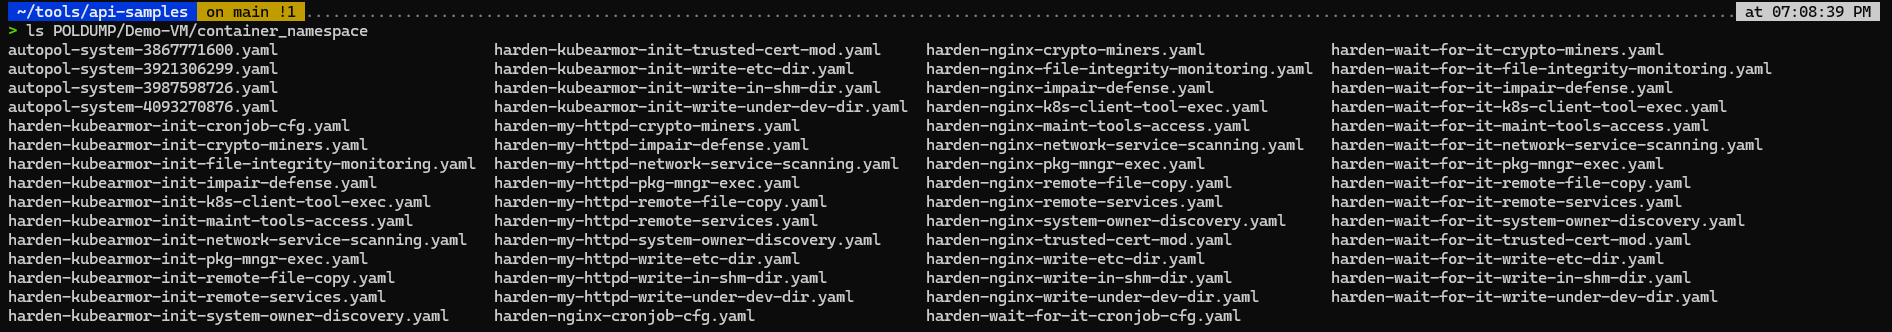 ~/tools/api-samples on main !1 at 07:08:39 PM
> ls POLDUMP/Demo-VM/container_namespace
autopol-system-3867771600.yaml harden-kubearmor-init-trusted-cert-mod.yaml harden-nginx-crypto-miners.yaml harden-wait-for-it-crypto-miners.yaml
autopol-system-3921306299.yaml harden-kubearmor-init-write-etc-dir.yaml harden-nginx-file-integrity-monitoring.yaml harden-wait-for-it-file-integrity-monitoring.yaml
autopol-system-3987598726.yaml harden-kubearmor-init-write-in-shm-dir.yaml harden-nginx-impair-defense.yaml harden-wait-for-it-impair-defense.yaml
autopol-system-4093270876.yaml harden-kubearmor-init-write-under-dev-dir.yaml harden-nginx-k8s-client-tool-exec.yaml harden-wait-for-it-k8s-client-tool-exec.yaml
harden-kubearmor-init-cronjob-cfg.yaml harden-my-httpd-crypto-miners.yaml harden-nginx-maint-tools-access.yaml harden-wait-for-it-maint-tools-access.yaml
harden-kubearmor-init-crypto-miners.yaml harden-my-httpd-impair-defense.yaml harden-nginx-network-service-scanning.yaml harden-wait-for-it-network-service-scanning.yaml
harden-kubearmor-init-file-integrity-monitoring.yaml harden-my-httpd-network-service-scanning.yaml harden-nginx-pkg-mngr-exec.yaml harden-wait-for-it-pkg-mngr-exec.yaml
harden-kubearmor-init-impair-defense.yaml harden-my-httpd-pkg-mngr-exec.yaml harden-nginx-remote-file-copy.yaml harden-wait-for-it-remote-file-copy.yaml
harden-kubearmor-init-k8s-client-tool-exec.yaml harden-my-httpd-remote-file-copy.yaml harden-nginx-remote-services.yaml harden-wait-for-it-remote-services.yaml
harden-kubearmor-init-maint-tools-access.yaml harden-my-httpd-remote-services.yaml harden-nginx-system-owner-discovery.yaml harden-wait-for-it-system-owner-discovery.yaml
harden-kubearmor-init-network-service-scanning.yaml harden-my-httpd-system-owner-discovery.yaml harden-nginx-trusted-cert-mod.yaml harden-wait-for-it-trusted-cert-mod.yaml
harden-kubearmor-init-pkg-mngr-exec.yaml harden-my-httpd-write-etc-dir.yaml harden-nginx-write-etc-dir.yaml harden-wait-for-it-write-etc-dir.yaml
harden-kubearmor-init-remote-file-copy.yaml harden-my-httpd-write-in-shm-dir.yaml harden-nginx-write-in-shm-dir.yaml harden-wait-for-it-write-in-shm-dir.yaml
harden-kubearmor-init-remote-services.yaml harden-my-httpd-write-under-dev-dir.yaml harden-nginx-write-under-dev-dir.yaml harden-wait-for-it-write-under-dev-dir.yaml
harden-kubearmor-init-system-owner-discovery.yaml harden-nginx-cronjob-cfg.yaml harden-wait-for-it-cronjob-cfg.yaml